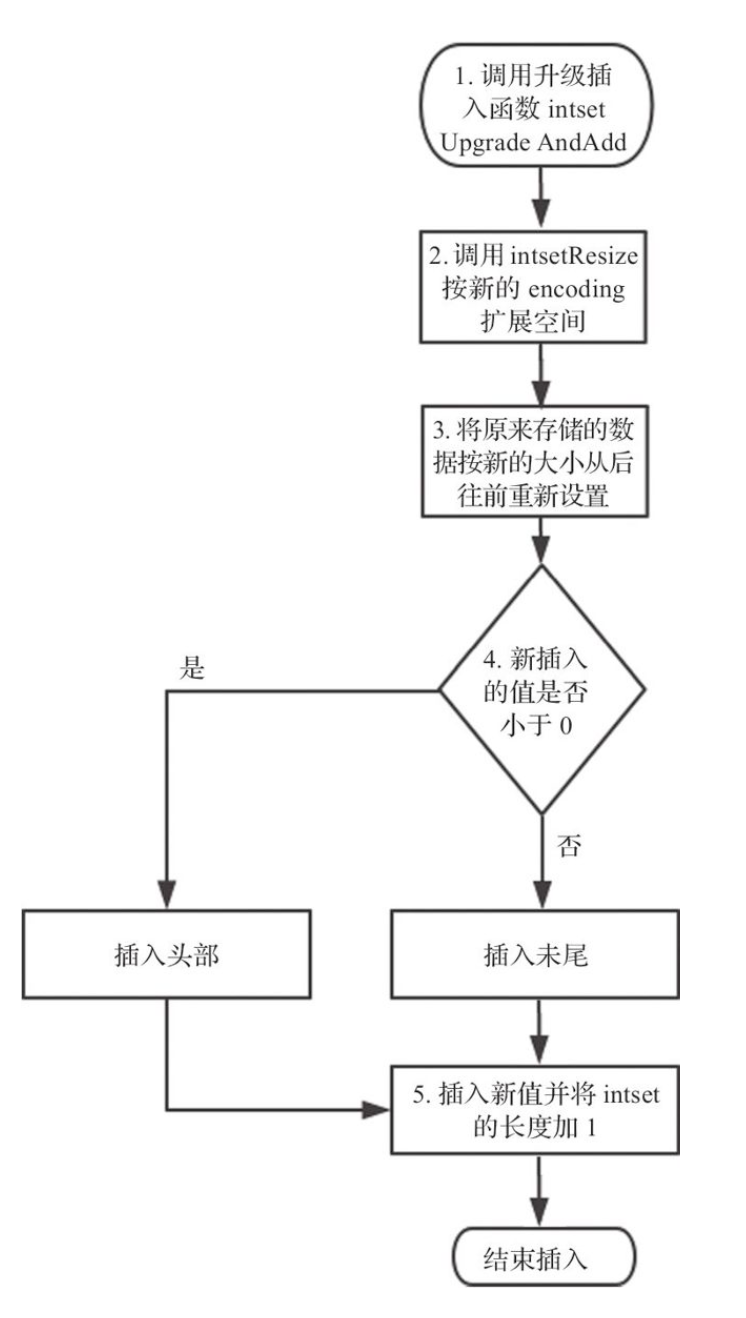 1. 调用升级插
入函数 intset
Upgrade AndAdd
2. 调用 intsetResize
按新的 encoding
扩展空间
3. 将原来存储的数
据按新的大小从后
往前重新设置
4. 新插入
的值是否
小于 0
是
否
插入头部
插入未尾
5. 插入新值并将 intset
的长度加 1
结束插入